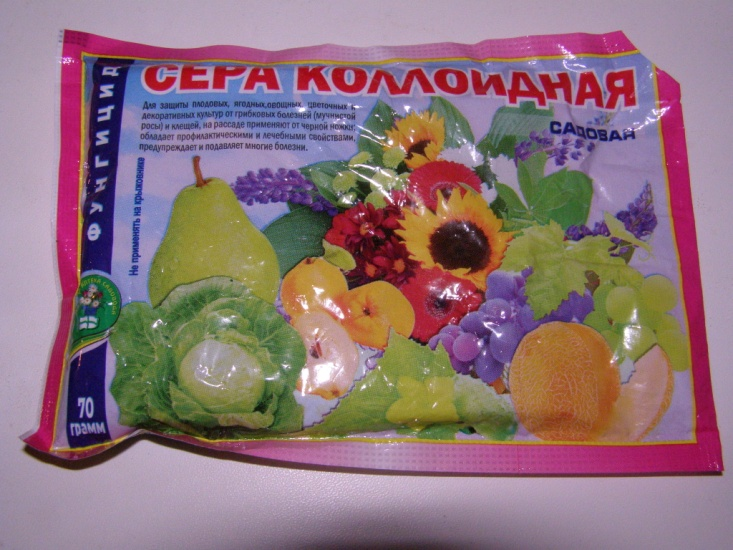 СЕРА КОЛЛОИДНАЯ
САДОВАЯ
Для защиты плодовых, ягодных,овощных, цветочных и
декоративных культур от грибковых болезней (мучнистой
росы) и клещей, на рассаде применяют от черной ножки;
обладает профилактическими и лечебными свойствами,
предупреждает и подавляет многие болезни.
ФУНГИЦИД
Не применять на крыжовнике
70
грамм